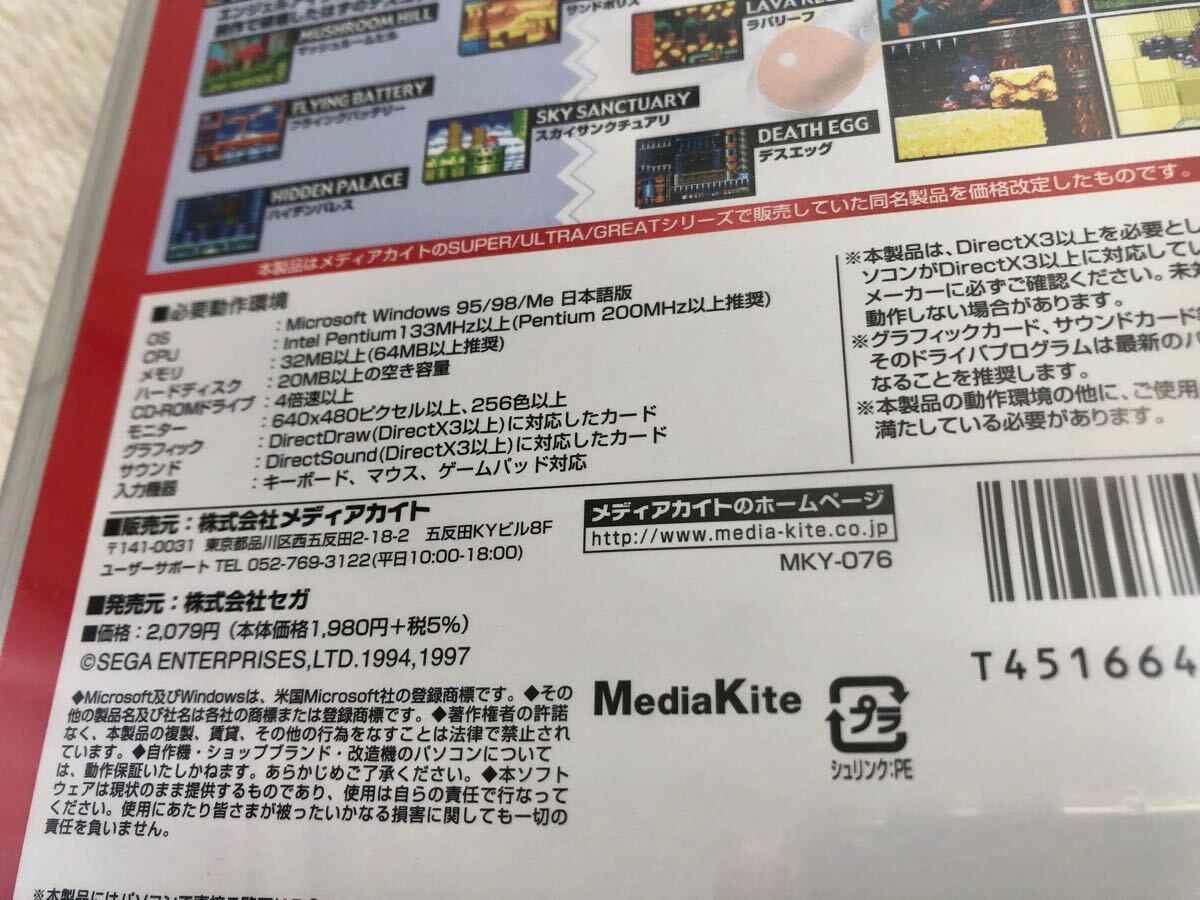 MUSHROOM HILL
マッシュルームヒル
サンドポリス
ラバリーフ
FLYING BATTERY
フライングバッテリー
SKY SANCTUARY
スカイサンクチュアリ
DEATH EGG
デスエッグ
HIDDEN PALACE
ハイデンパレス
本製品はメディアカイトのSUPER/ULTRA/GREATシリーズで販売していた同名製品を価格改定したものです。
■必要動作環境
OS :Microsoft Windows 95/98/Me 日本語版
CPU :Intel Pentium133MHz以上(Pentium 200MHz以上推奨)
メモリ :32MB以上(64MB以上推奨)
ハードディスク :20MB以上の空き容量
CD-ROMドライブ :4倍速以上
モニター :640x480ピクセル以上、256色以上
グラフィック :DirectDraw(DirectX3以上)に対応したカード
サウンド :DirectSound(DirectX3以上)に対応したカード
入力機器 :キーボード、マウス、ゲームパッド対応
※本製品は、DirectX3以上を必要とし
ソコンがDirectX3以上に対応してい
メーカーに必ずご確認ください。未対
動作しない場合があります。
※グラフィックカード、サウンドカード
そのドライバプログラムは最新のバ
なることを推奨します。
※本製品の動作環境の他に、ご使用
満たしている必要があります。
■販売元：株式会社メディアカイト
〒141-0031 東京都品川区西五反田2-18-2 五反田KYビル8F
ユーザーサポート TEL 052-769-3122(平日10:00-18:00)
メディアカイトのホームページ
http://www.media-kite.co.jp
MKY-076
■発売元：株式会社セガ
■価格：2,079円（本体価格1,980円＋税5%）
©SEGA ENTERPRISES,LTD.1994,1997
◆Microsoft及びWindowsは、米国Microsoft社の登録商標です。◆その
他の製品名及び社名は各社の商標または登録商標です。◆著作権者の許諾
なく、本製品の複製、賃貸、その他の行為をなすことは法律で禁止され
ています。◆自作機・ショップブランド・改造機のパソコンについて
は、動作保証いたしかねます。あらかじめご了承ください。◆本ソフト
ウェアは現状のまま提供するものであり、使用は自らの責任で行なって
ください。使用にあたり皆さまが被ったいかなる損害に関しても一切の
責任を負いません。
MediaKite
プラ
シュリンク:PE
T451664